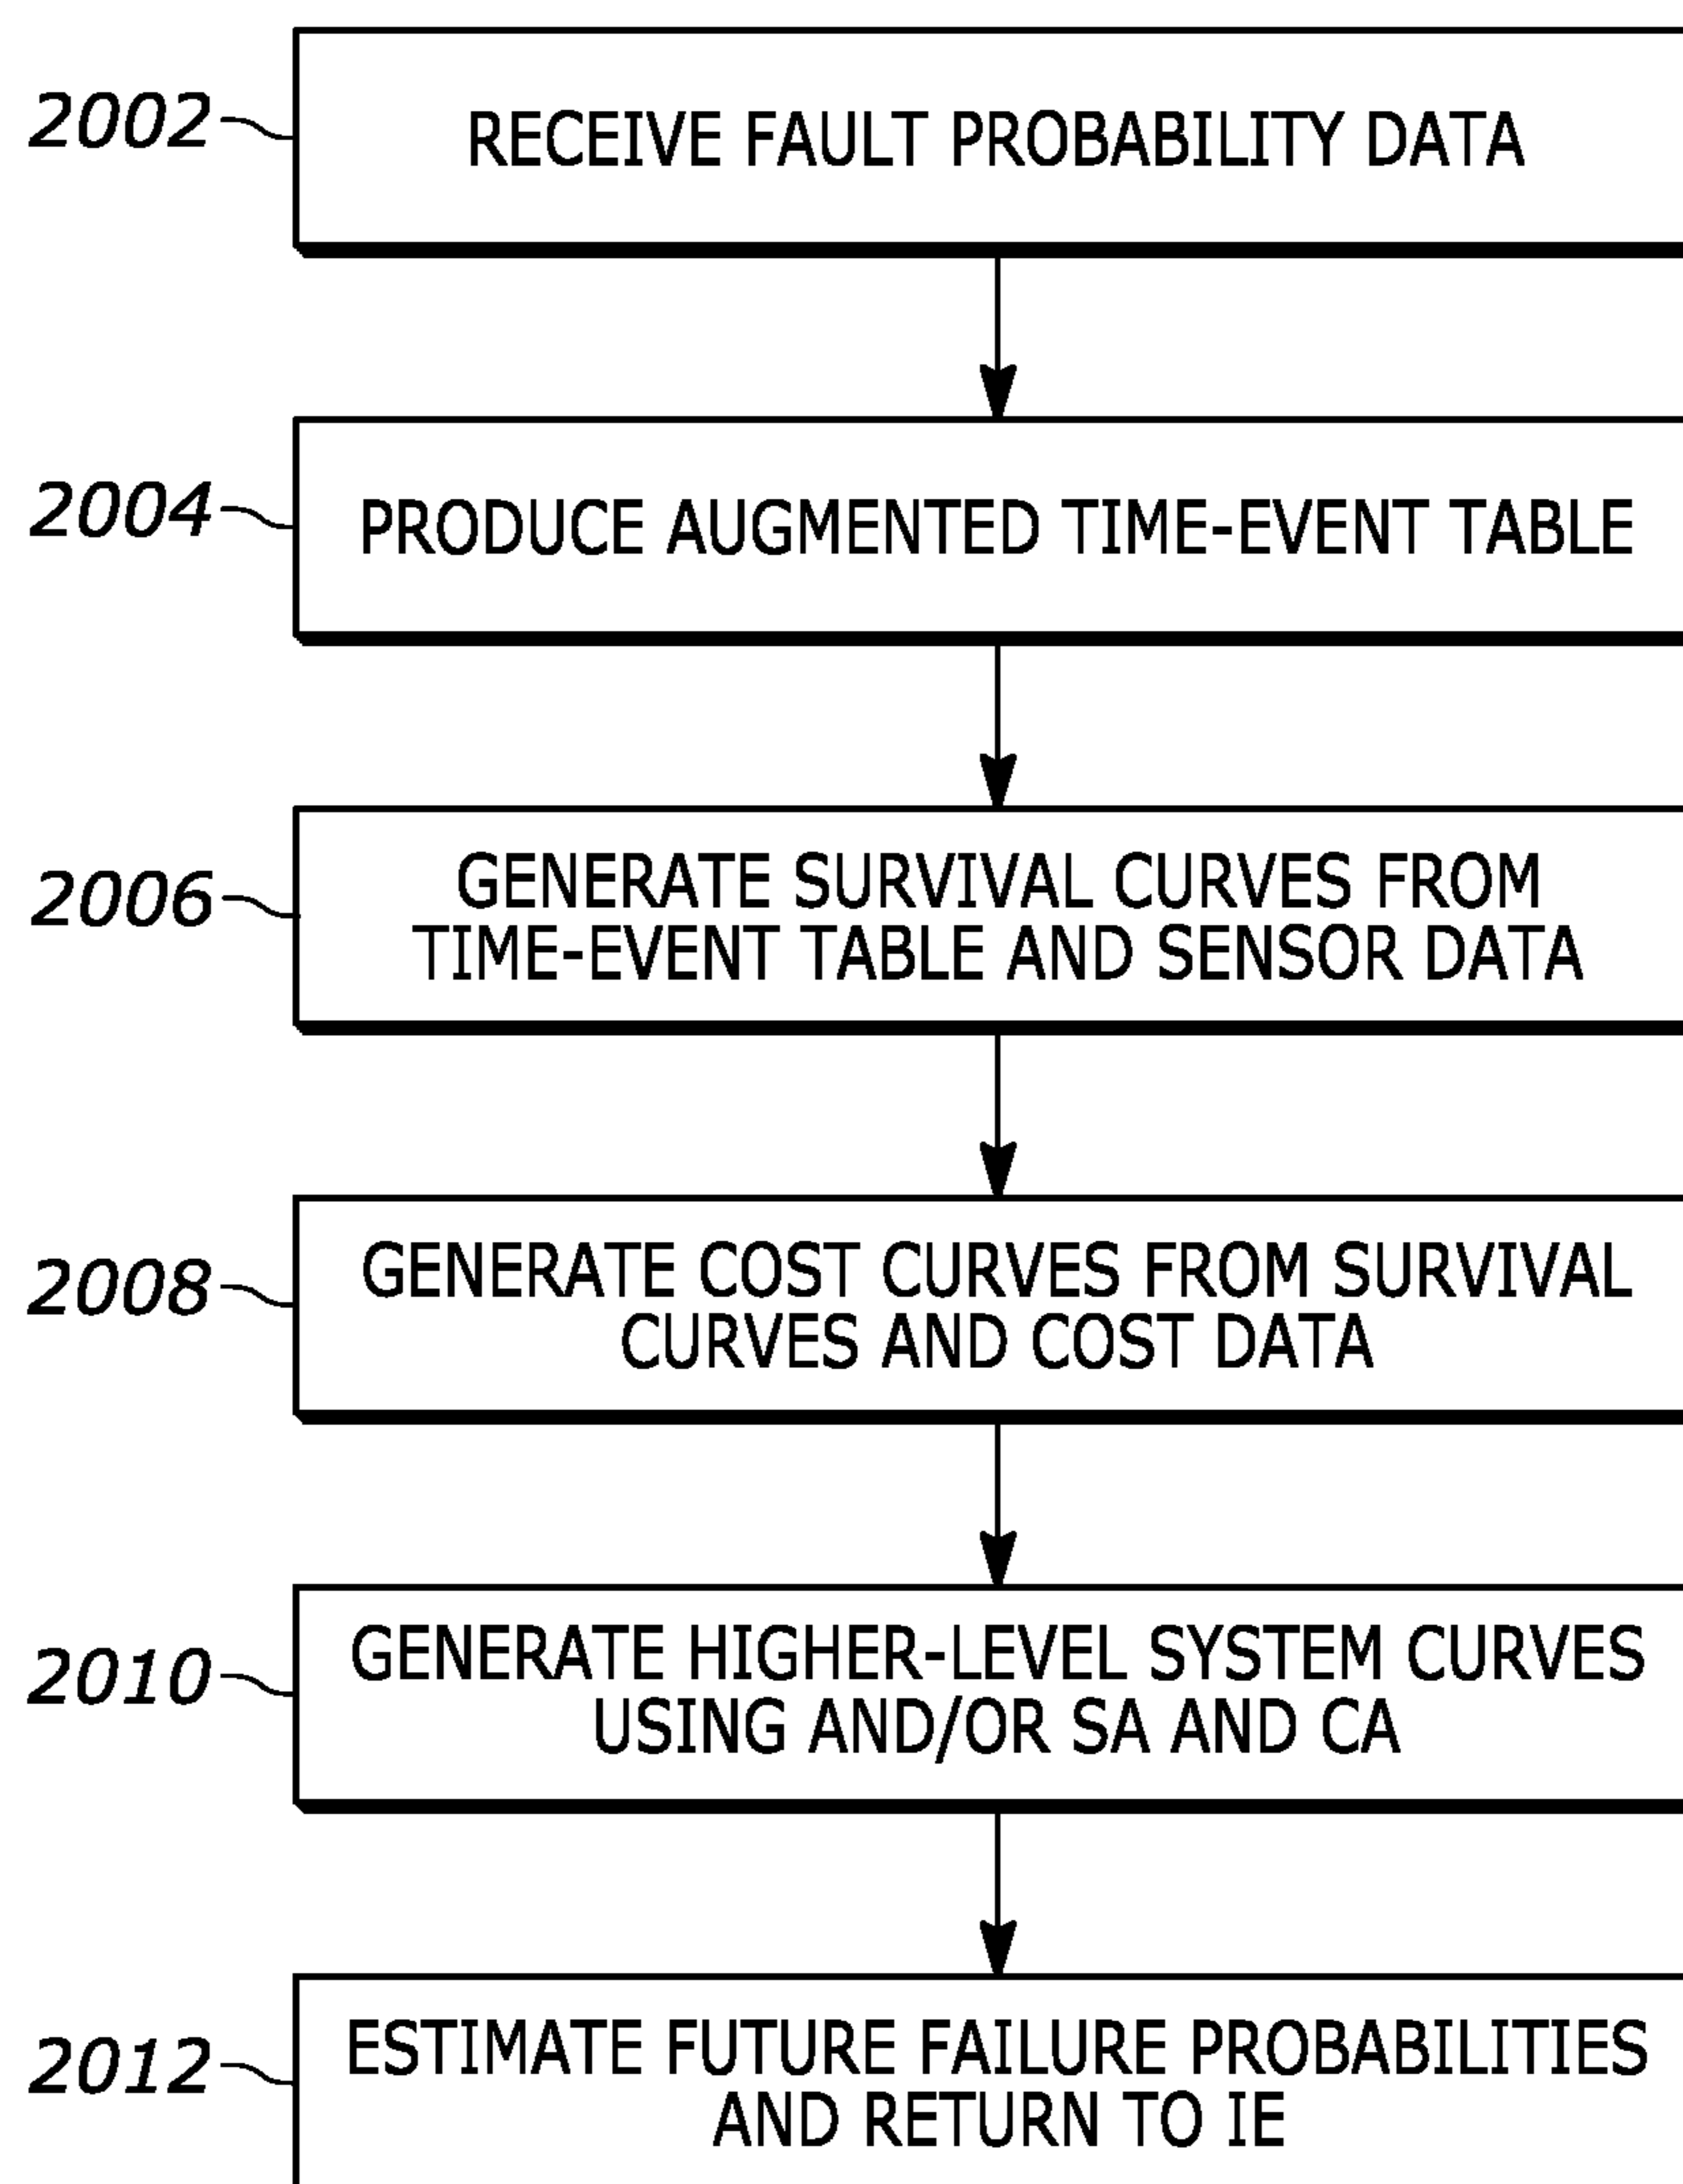 2002
RECEIVE FAULT PROBABILITY DATA
2004
PRODUCE AUGMENTED TIME-EVENT TABLE
2006
GENERATE SURVIVAL CURVES FROM
TIME-EVENT TABLE AND SENSOR DATA
2008
GENERATE COST CURVES FROM SURVIVAL
CURVES AND COST DATA
2010
GENERATE HIGHER-LEVEL SYSTEM CURVES
USING AND/OR SA AND CA
2012
ESTIMATE FUTURE FAILURE PROBABILITIES
AND RETURN TO IE